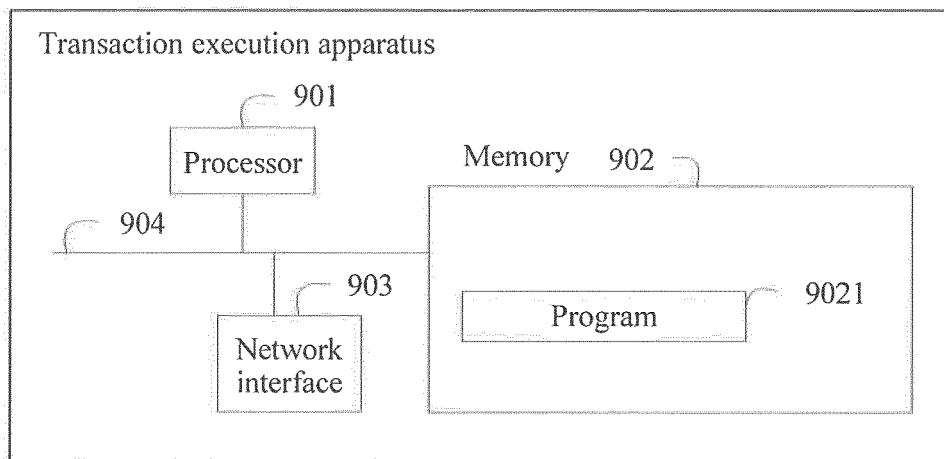 Transaction execution apparatus
901
Processor
Memory 902
904
903
9021
Program
Network
interface